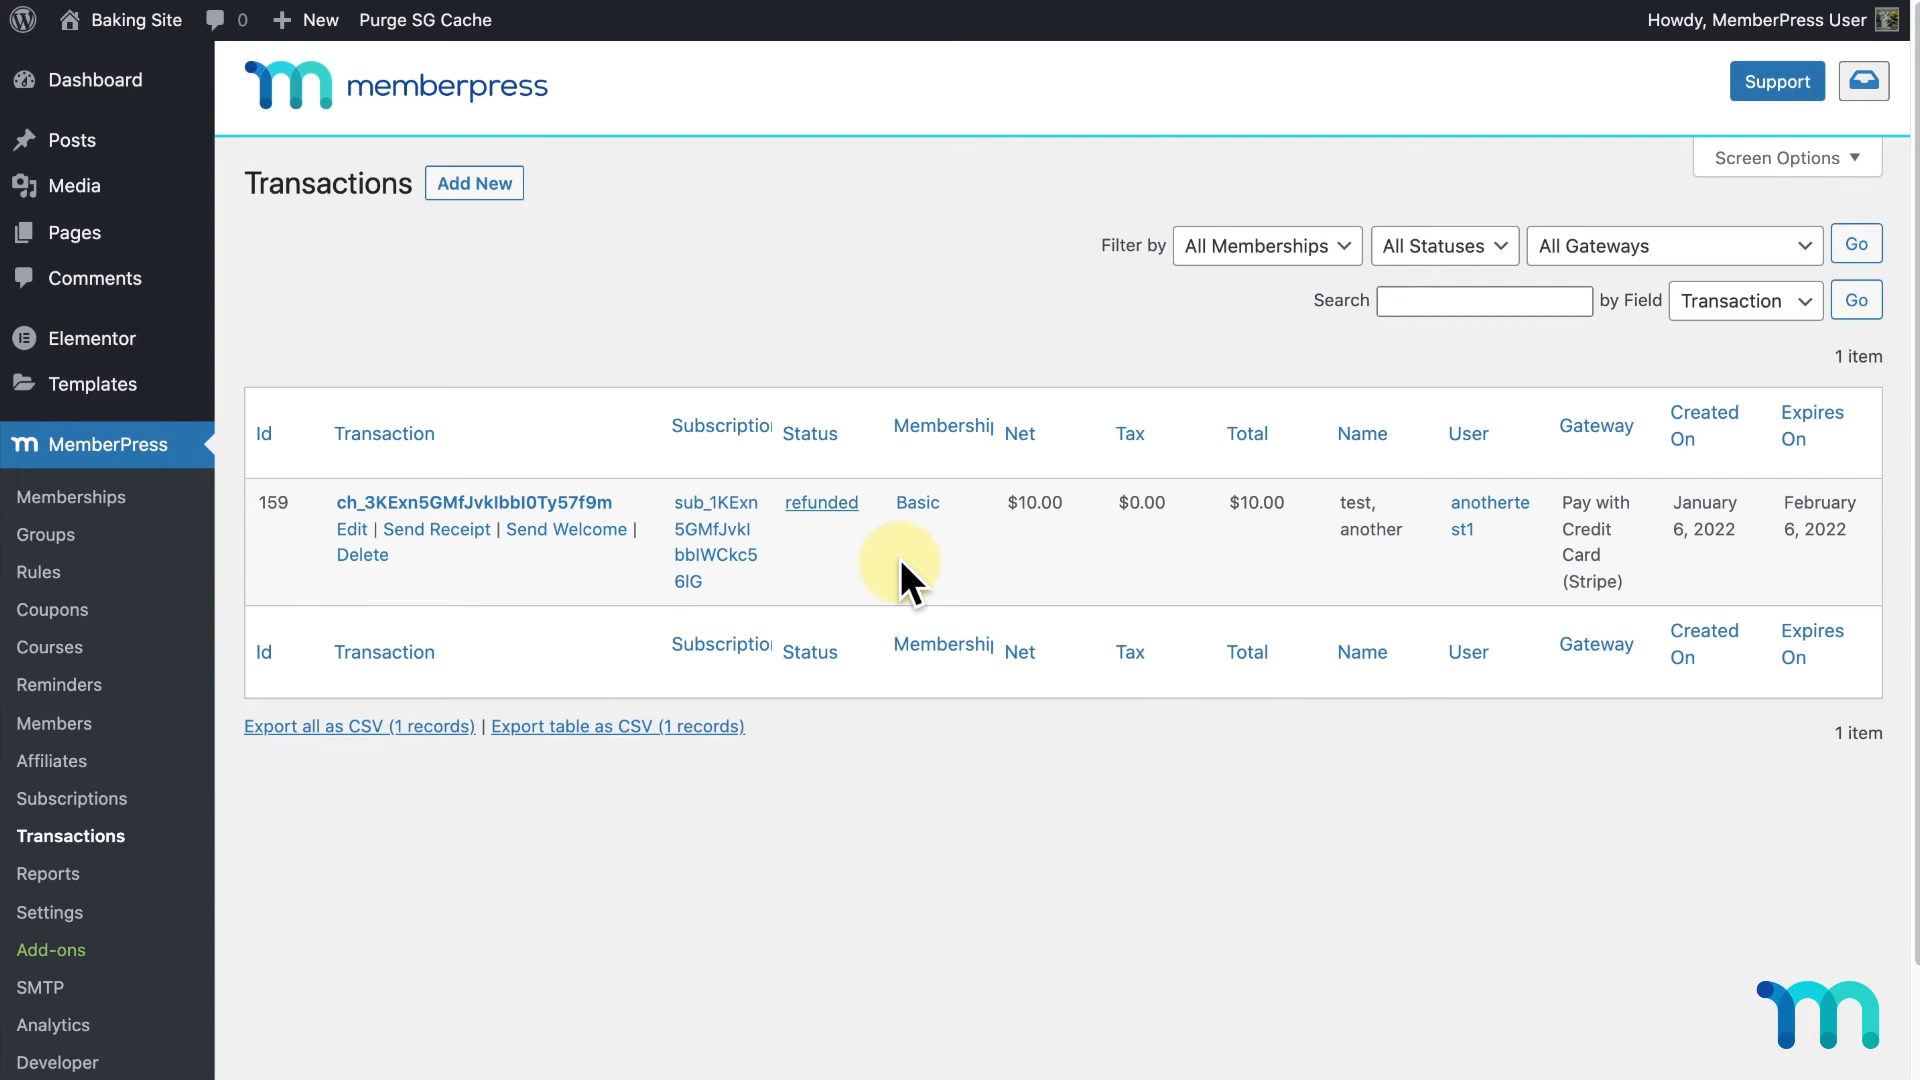 Baking Site 0 New Purge SG Cache Howdy, MemberPress User
Dashboard
Posts
Media
Pages
Comments
Elementor
Templates
MemberPress
Memberships
Groups
Rules
Coupons
Courses
Reminders
Members
Affiliates
Subscriptions
Transactions
Reports
Settings
Add-ons
SMTP
Analytics
Developer
memberpress
Support
Screen Options
Transactions Add New
Filter by All Memberships All Statuses All Gateways Go
Search by Field Transaction Go
1 item
Id Transaction Subscription Status Membership Net Tax Total Name User Gateway Created On Expires On
159 ch_3KExn5GMfJvklbbl0Ty57f9m sub_1KExn refunded Basic $10.00 $0.00 $10.00 test, anotherte Pay with January February
Edit | Send Receipt | Send Welcome | 5GMfJvkl another st1 Credit 6, 2022 6, 2022
Delete bblWCkc5 Card
6lG (Stripe)
Id Transaction Subscription Status Membership Net Tax Total Name User Gateway Created On Expires On
Export all as CSV (1 records) | Export table as CSV (1 records)
1 item